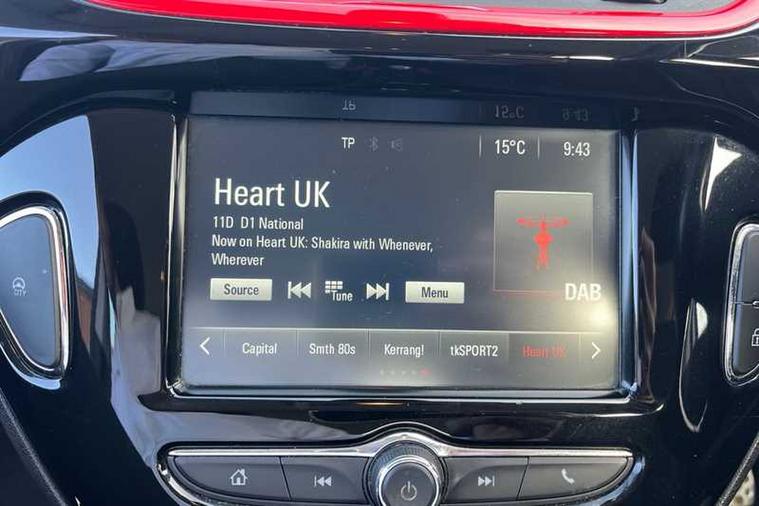 TP 15°C 9:43
Heart UK
11D D1 National
Now on Heart UK: Shakira with Whenever,
Wherever
DAB
Source Tune Menu
Capital Smth 80s Kerrang! tkSPORT2 Heart UK
CITY